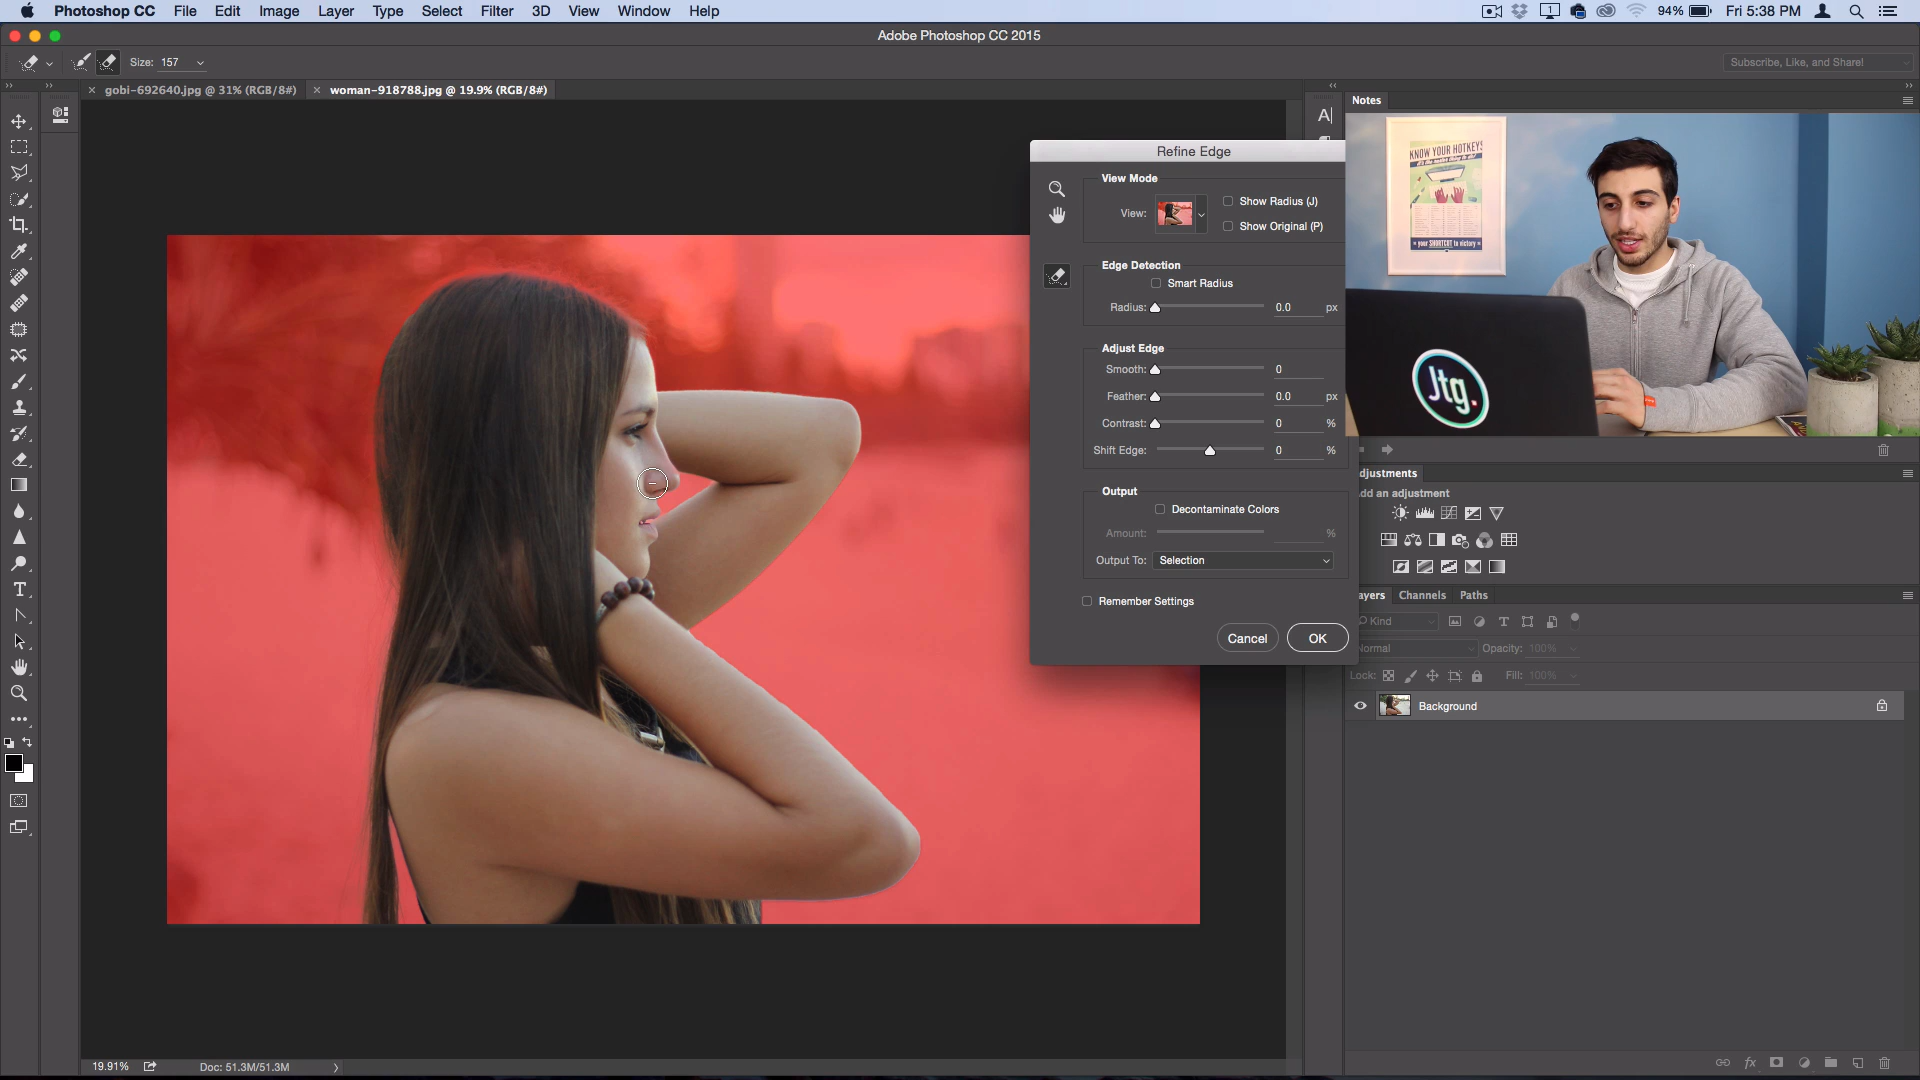 Photoshop CC File Edit Image Layer Type Select Filter 3D View Window Help 1 94% Fri 5:38 PM
Adobe Photoshop CC 2015
Size: 157 Subscribe, Like, and Share!
gobi-692640.jpg @ 31% (RGB/8#) woman-918788.jpg @ 19.9% (RGB/8#)
Notes
A
KNOW YOUR HOTKEYS
your SHORTCUT to victory
Jtg.
Refine Edge
View Mode
View: Show Radius (J)
Show Original (P)
Edge Detection
Smart Radius
Radius: 0.0 px
Adjust Edge
Smooth: 0
Feather: 0.0 px
Contrast: 0 %
Shift Edge: 0 %
Output
Decontaminate Colors
Amount: %
Output To: Selection
Remember Settings
Cancel OK
djustments
dd an adjustment
ayers Channels Paths
Kind
Normal Opacity: 100%
Lock: Fill: 100%
Background
T
fx
19.91% Doc: 51.3M/51.3M